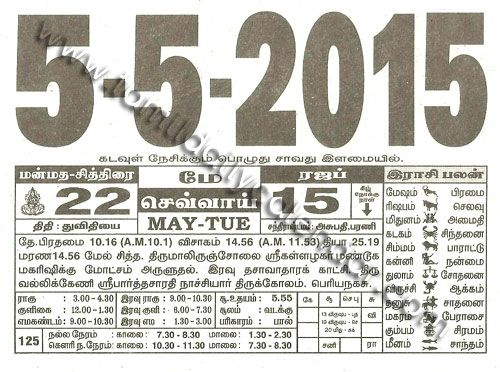 5-5-2015
கடவுள் நேசிக்கும் பொழுது சாவது இளமையில்.
மன்மத-சித்திரை மே ரஜப் இராசி பலன்
22 செவ்வாய் 15 கீழ் நோக்கு நாள்
திதி : துவிதியை MAY-TUE சந்திராஷ்டமம் : அசுபதி,பரணி
தே.பிரதமை 10.16 (A.M.10.1) விசாகம் 14.56 (A.M. 11.53) தியா 25.19
மரண14.56 மேல் சித்த. திருமாலிருஞ்சோலை ஸ்ரீகள்ளழகர் மண்டூக
மகரிஷிக்கு மோட்சம் அருளுதல். இரவு தசாவாதாரக் காட்சி. திரு
வல்லிக்கேணி ஸ்ரீபார்த்தசாரதி நாச்சியார் திருக்கோலம். பெரியநகசு.
ராகு : 3.00-4.30 இரவு ராகு : 9.00-10.30 சூ.உதயம் : 5.55
குளிகை : 12.00-1.30 இரவு குளி : 6.00-7.30 சூலம் : வடக்கு
எமகண்டம் : 9.00-10.30 இரவு எம : 1.30-3.00 பரிகாரம் : பால்
125 நல்ல நேரம் : காலை: 7.30 - 8.30 மாலை: 1.30 - 2.30
கௌரி ந.நேரம்: காலை: 10.30 - 11.30 மாலை: 7.30 - 8.30
கே சூ செ பு சு
வி
சனி ரா
மேஷம் பிரமை
ரிஷபம் செலவு
மிதுனம் அமைதி
கடகம் சிந்தனை
சிம்மம் பாராட்டு
கன்னி நன்மை
துலாம் சோதனை
விருச்சி ஆக்கம்
தனுசு சாதனை
மகரம் பேராசை
கும்பம் சிரமம்
மீனம் சாந்தம்
www.tamildailycalendar.com